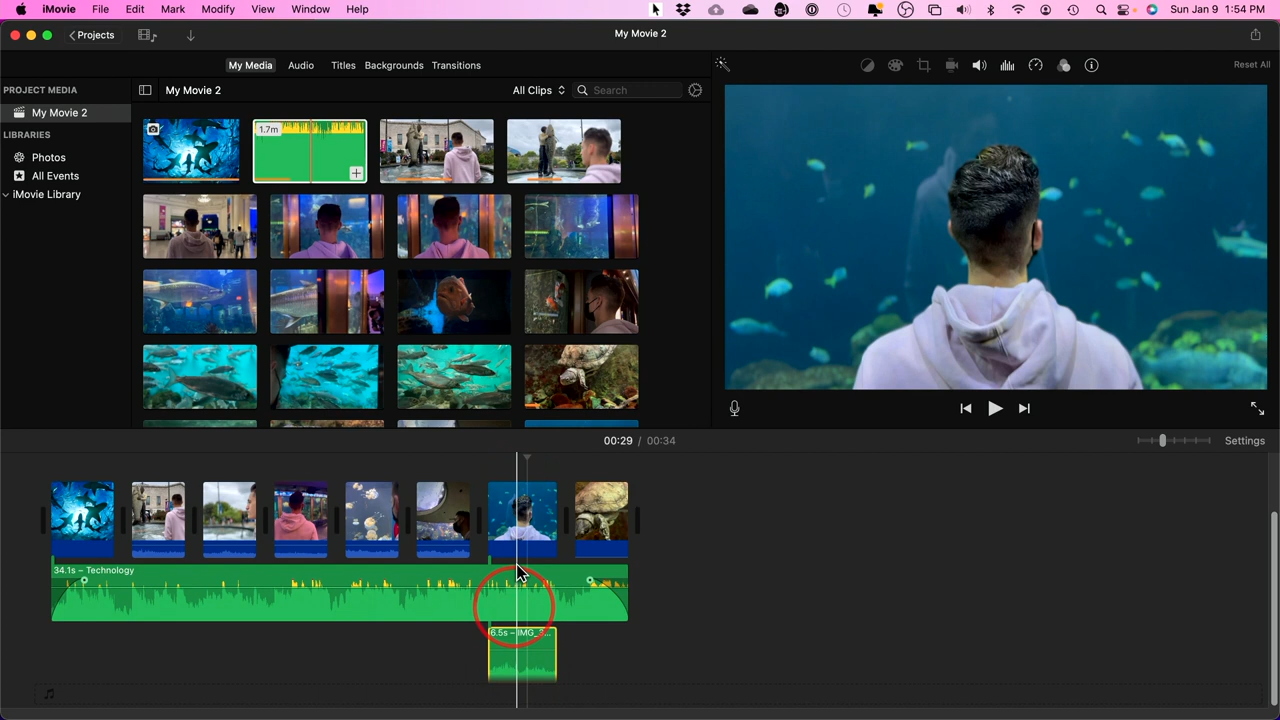 iMovie File Edit Mark Modify View Window Help Sun Jan 9 1:54 PM
Projects My Movie 2
My Media Audio Titles Backgrounds Transitions Reset All
PROJECT MEDIA My Movie 2 All Clips Search
My Movie 2
LIBRARIES
Photos
All Events
iMovie Library
1.7m
00:29 / 00:34 Settings
34.1s – Technology
6.5s – IMG_3…